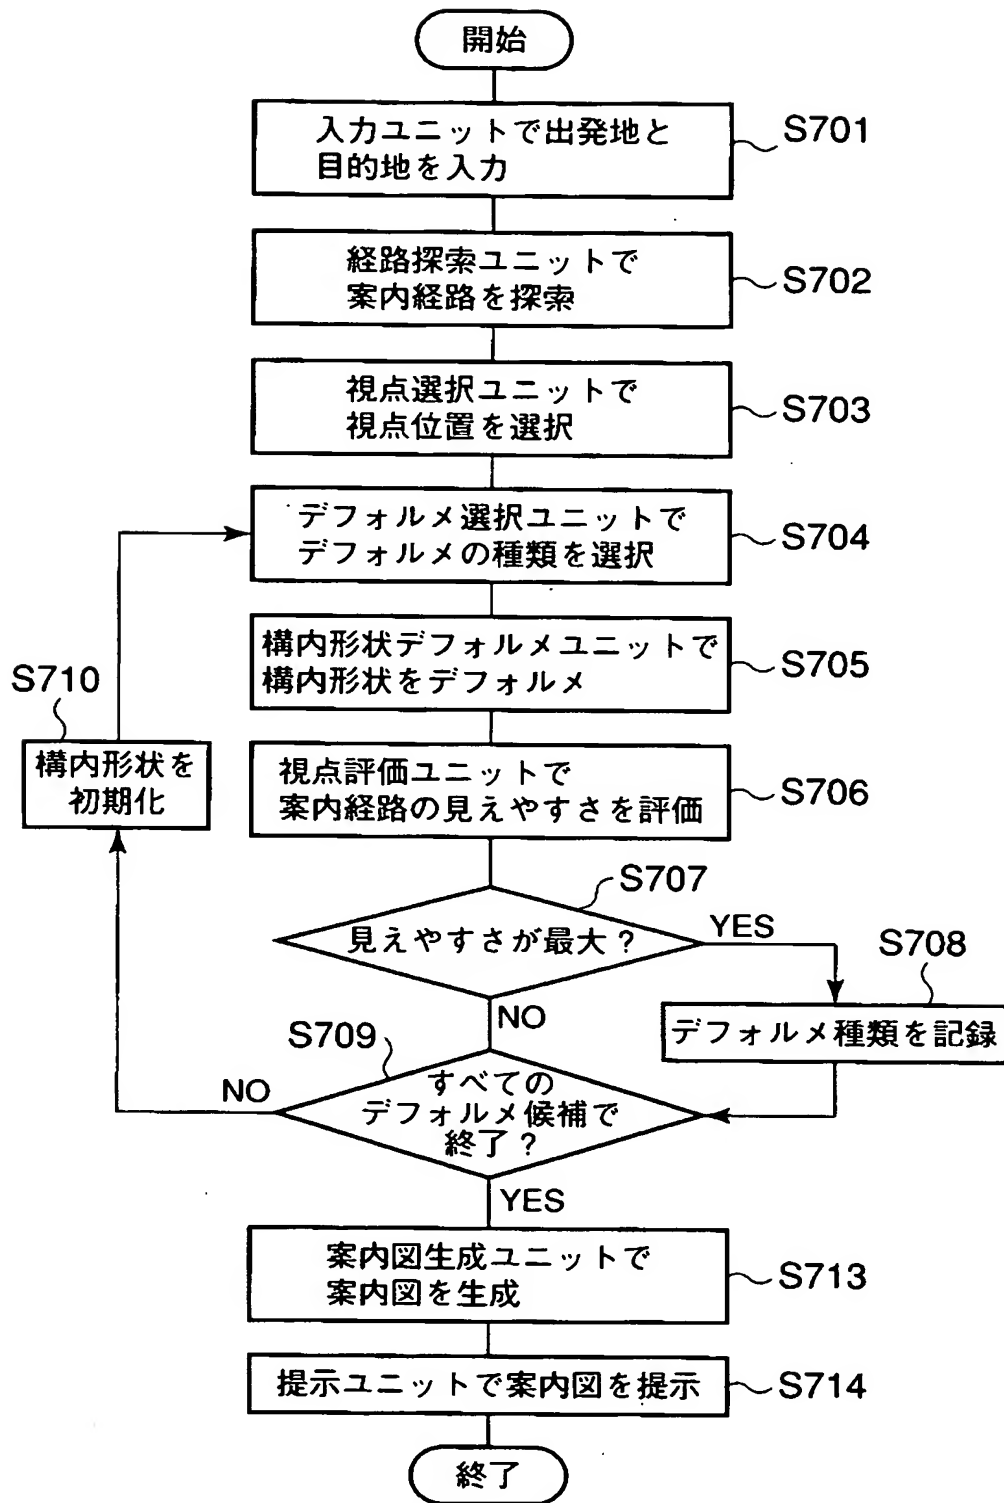 開始
入力ユニットで出発地と
目的地を入力
S701
経路探索ユニットで
案内経路を探索
S702
視点選択ユニットで
視点位置を選択
S703
デフォルメ選択ユニットで
デフォルメの種類を選択
S704
構内形状デフォルメユニットで
構内形状をデフォルメ
S705
S710
構内形状を
初期化
視点評価ユニットで
案内経路の見えやすさを評価
S706
S707
見えやすさが最大?
YES
NO
S708
デフォルメ種類を記録
S709
すべての
デフォルメ候補で
終了?
NO
YES
案内図生成ユニットで
案内図を生成
S713
提示ユニットで案内図を提示
S714
終了